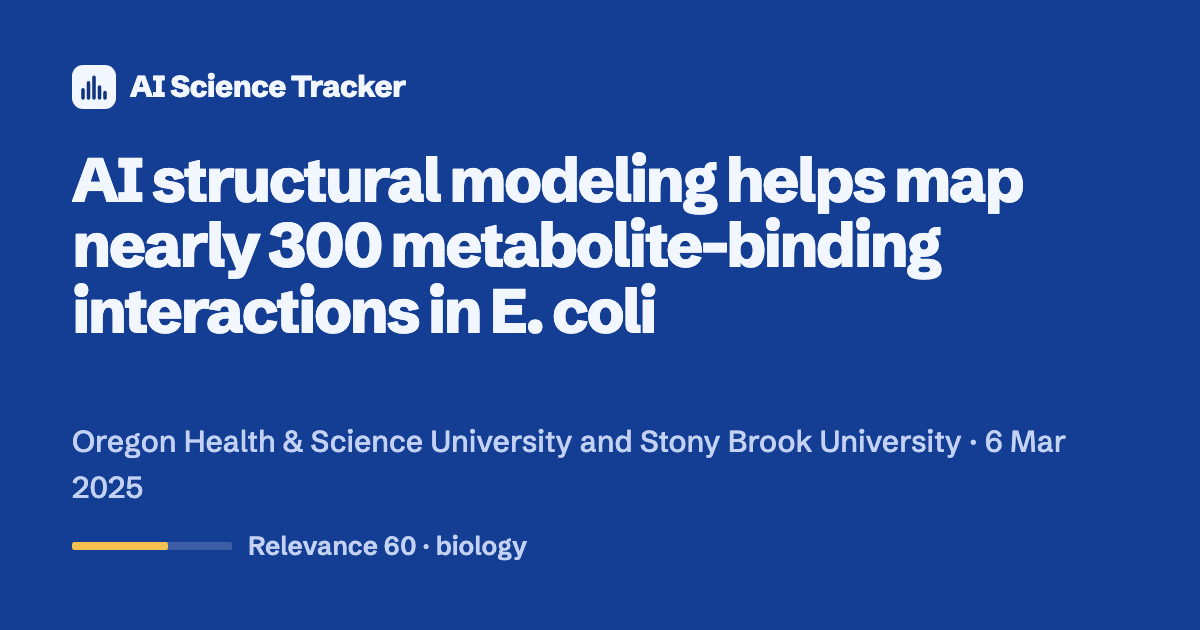 AI Science Tracker
AI structural modeling helps map
nearly 300 metabolite-binding
interactions in E. coli
Oregon Health & Science University and Stony Brook University · 6 Mar
2025
Relevance 60 · biology